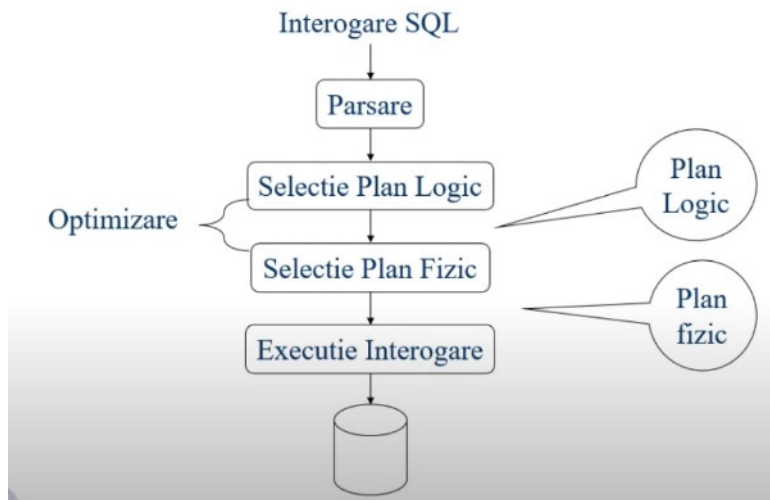 Interogare SQL
Parsare
Selectie Plan Logic
Plan
Logic
Optimizare
Selectie Plan Fizic
Plan
fizic
Executie Interogare